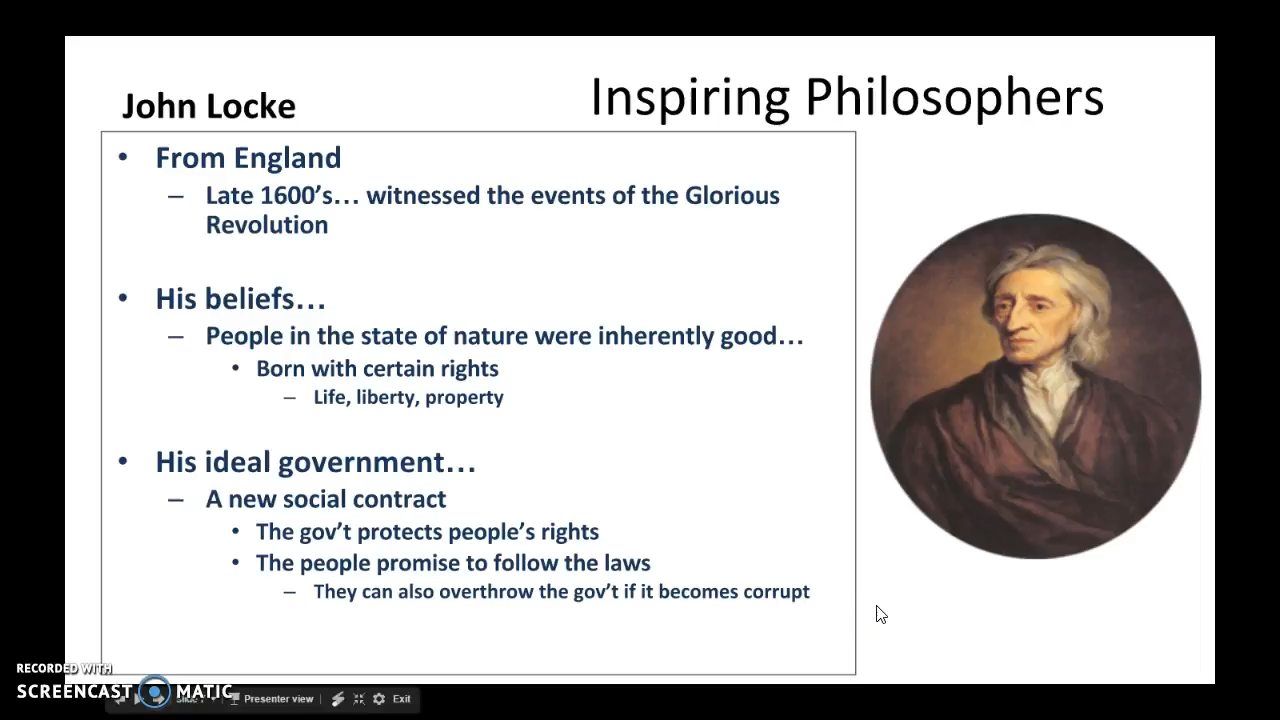 John Locke
Inspiring Philosophers
• From England
– Late 1600’s… witnessed the events of the Glorious
Revolution
• His beliefs…
– People in the state of nature were inherently good…
• Born with certain rights
– Life, liberty, property
• His ideal government…
– A new social contract
• The gov’t protects people’s rights
• The people promise to follow the laws
– They can also overthrow the gov’t if it becomes corrupt
RECORDED WITH
SCREENCAST MATIC
Presenter view
Exit